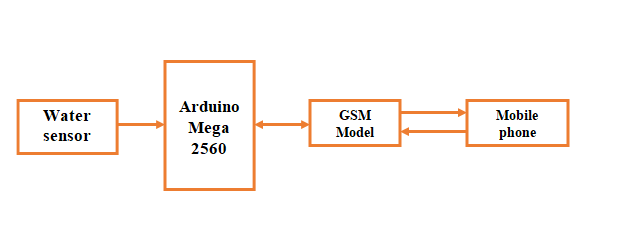 Water
sensor
Arduino
Mega
2560
GSM
Model
Mobile
phone